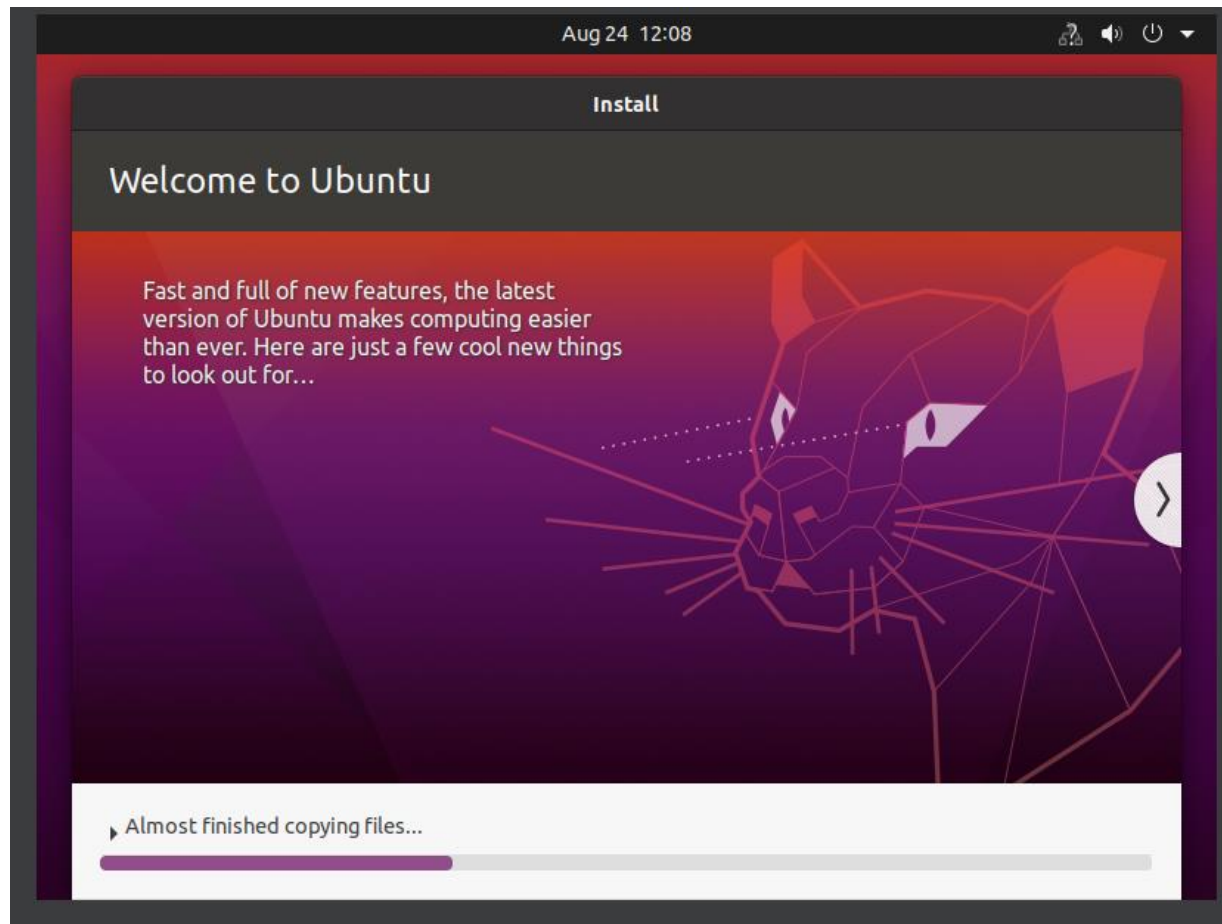 Aug 24 12:08
Install
Welcome to Ubuntu
Fast and full of new features, the latest
version of Ubuntu makes computing easier
than ever. Here are just a few cool new things
to look out for...
Almost finished copying files...